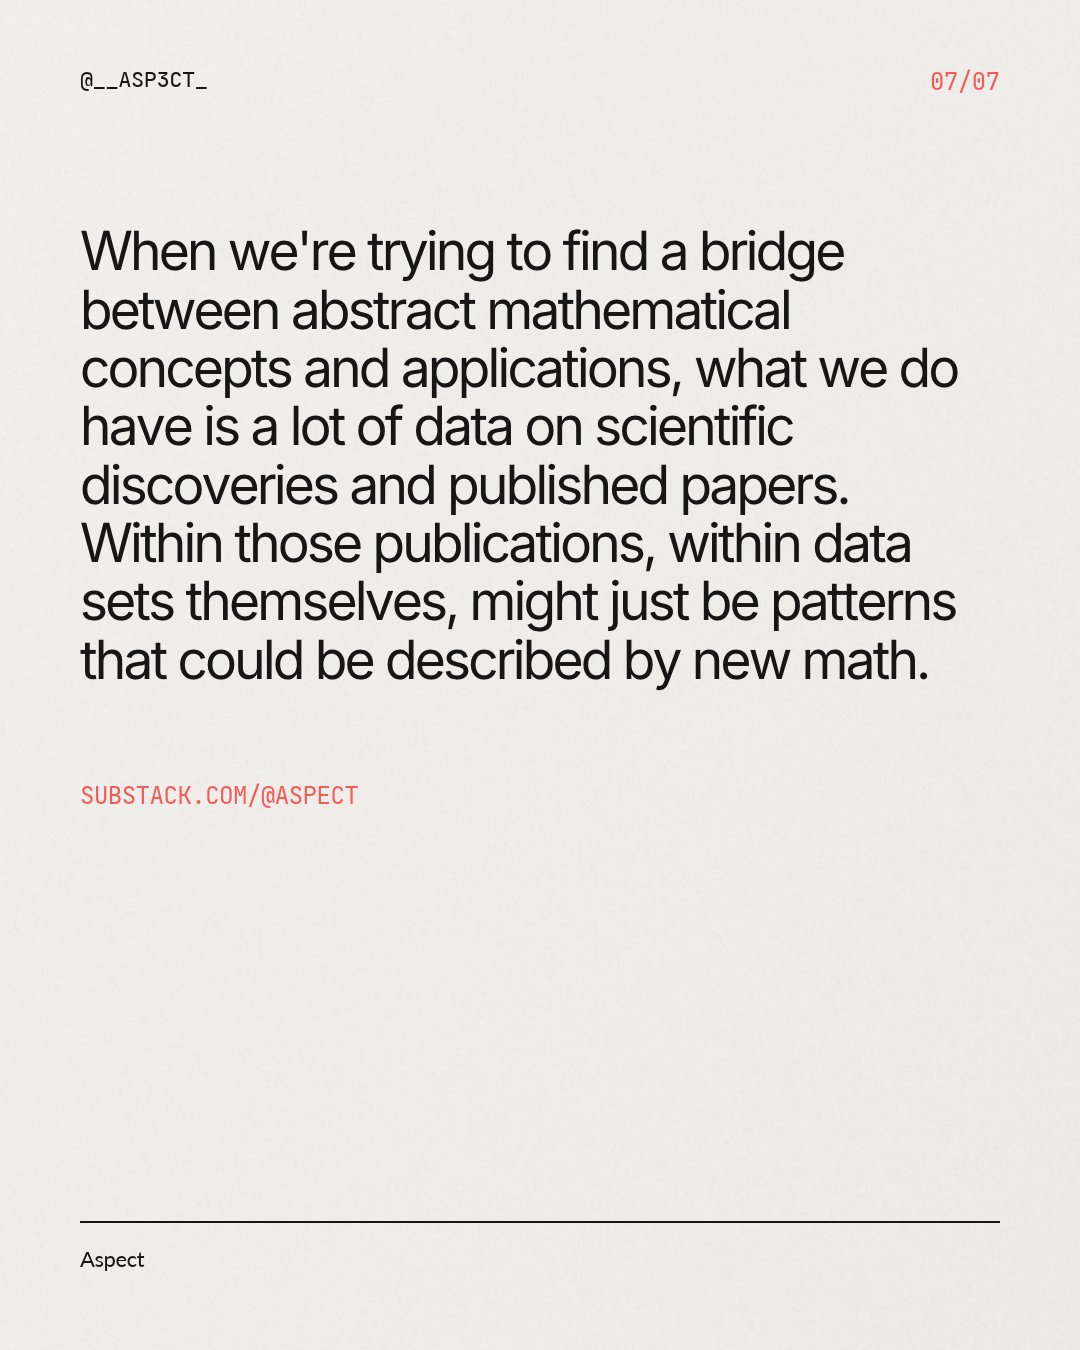 @__ASP3CT_
07/07
When we're trying to find a bridge
between abstract mathematical
concepts and applications, what we do
have is a lot of data on scientific
discoveries and published papers.
Within those publications, within data
sets themselves, might just be patterns
that could be described by new math.
SUBSTACK.COM/@ASPECT
Aspect